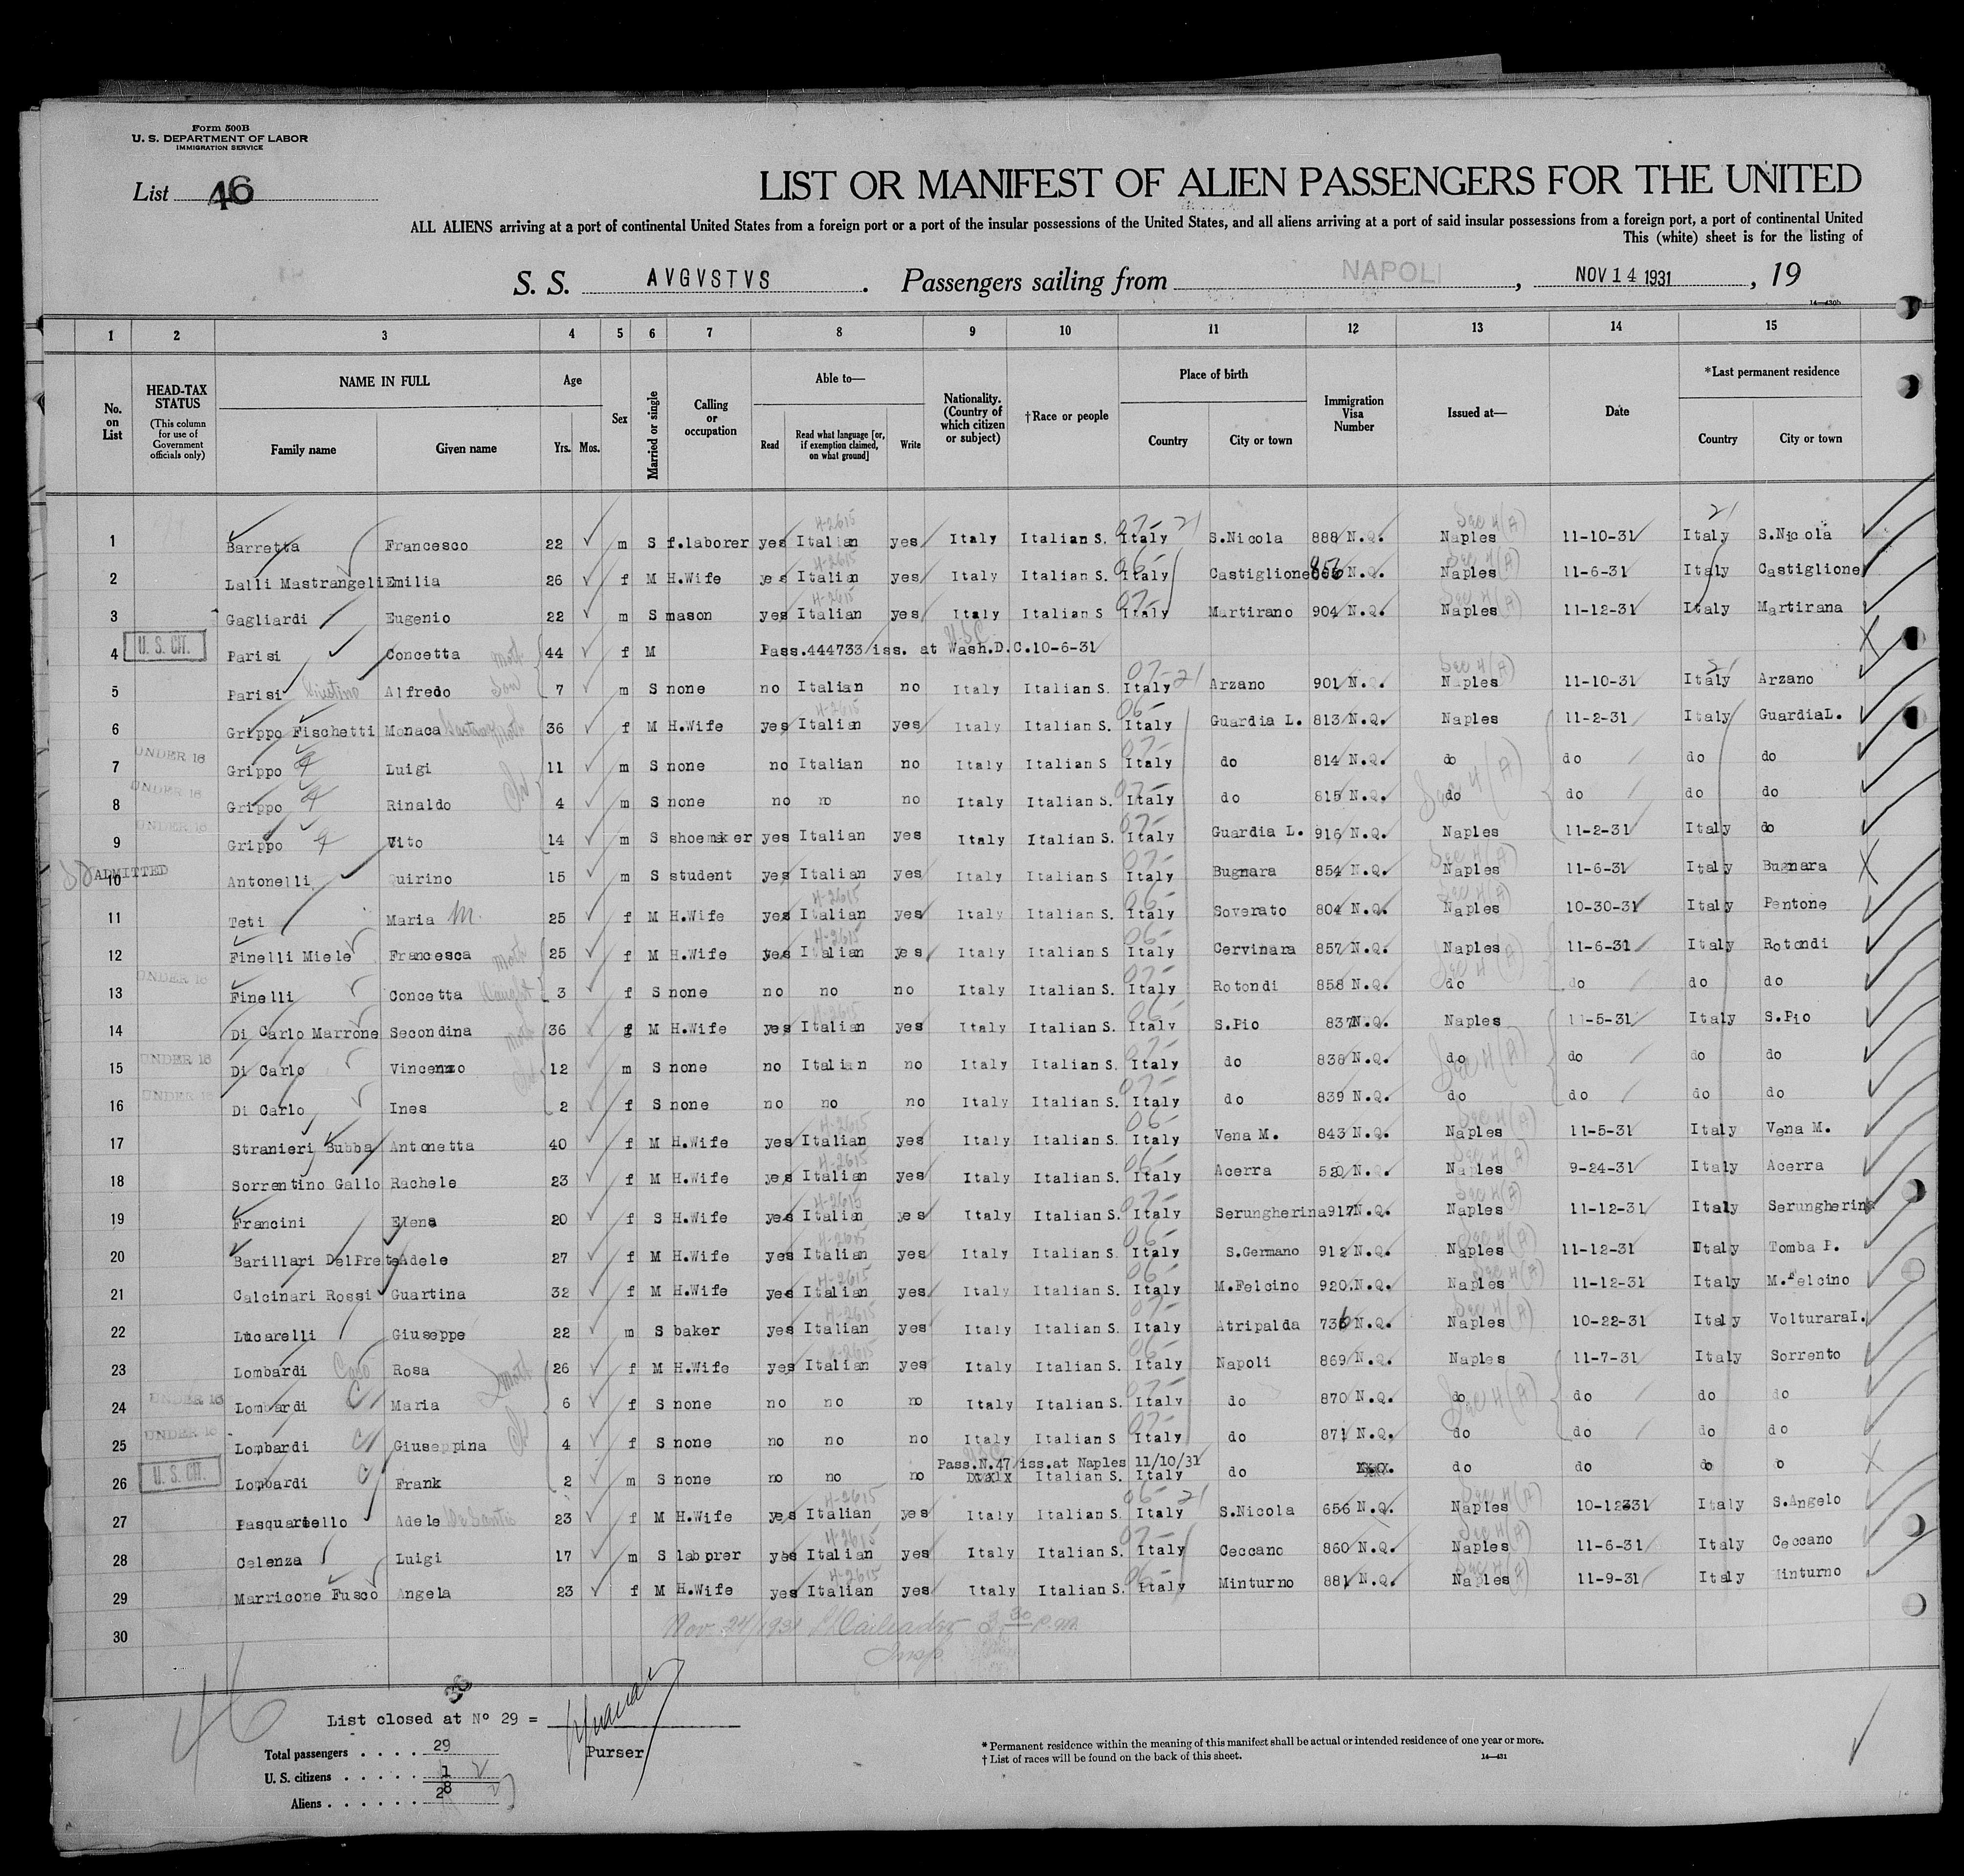 Form 500B
U. S. DEPARTMENT OF LABOR
IMMIGRATION SERVICE
List 46
LIST OR MANIFEST OF ALIEN PASSENGERS FOR THE UNITED
ALL ALIENS arriving at a port of continental United States from a foreign port or a port of the insular possessions of the United States, and all aliens arriving at a port of said insular possessions from a foreign port, a port of continental United
This (white) sheet is for the listing of
S. S. AVGVSTVS . Passengers sailing from NAPOLI , NOV 14 1931 , 19
14—430b
1 2 3 4 5 6 7 8 9 10 11 12 13 14 15
No. on List
HEAD-TAX STATUS (This column for use of Government officials only)
NAME IN FULL Family name Given name
Age Yrs. Mos.
Sex
Married or single
Calling or occupation
Able to— Read Read what language [or, if exemption claimed, on what ground] Write
Nationality. (Country of which citizen or subject)
†Race or people
Place of birth Country City or town
Immigration Visa Number
Issued at—
Date
*Last permanent residence Country City or town
1 Barretta Francesco 22 m S f.laborer yes Italian yes Italy Italian S. Italy S.Nicola 888 N.Q. Naples 11-10-31 Italy S.Nicola
2 Lalli Mastrangeli Emilia 26 f M H.Wife yes Italian yes Italy Italian S. Italy Castiglione 856 N.Q. Naples 11-6-31 Italy Castiglione
3 Gagliardi Eugenio 22 m S mason yes Italian yes Italy Italian S Italy Martirano 904 N.Q. Naples 11-12-31 Italy Martirana
4 U. S. CIT. Parisi Concetta 44 f M Pass.444733/iss. at Wash.D.C.10-6-31
5 Parisi Giustino Alfredo Son 7 m S none no Italian no Italy Italian S. Italy Arzano 901 N.Q. Naples 11-10-31 Italy Arzano
6 Grippo Fischetti Monaca 36 f M H.Wife yes Italian yes Italy Italian S. Italy Guardia L. 813 N.Q. Naples 11-2-31 Italy GuardiaL.
7 UNDER 16 Grippo Luigi 11 m S none no Italian no Italy Italian S Italy do 814 N.Q. do do do do
8 UNDER 16 Grippo Rinaldo 4 m S none no no no Italy Italian S. Italy do 815 N.Q. do do do do
9 UNDER 16 Grippo Vito 14 m S shoemaker yes Italian yes Italy Italian S. Italy Guardia L. 916 N.Q. Naples 11-2-31 Italy do
10 ADMITTED Antonelli Quirino 15 m S student yes Italian yes Italy Italian S Italy Bugnara 854 N.Q. Naples 11-6-31 Italy Bugnara
11 Teti Maria M. 25 f M H.Wife yes Italian yes Italy Italian S. Italy Soverato 804 N.Q. Naples 10-30-31 Italy Pentone
12 Finelli Miele Francesca 25 f M H.Wife yes Italian yes Italy Italian S Italy Cervinara 857 N.Q. Naples 11-6-31 Italy Rotondi
13 UNDER 16 Finelli Concetta 3 f S none no no no Italy Italian S. Italy Rotondi 858 N.Q. do do do do
14 Di Carlo Marrone Secondina 36 f M H.Wife yes Italian yes Italy Italian S. Italy S.Pio 837 N.Q. Naples 11-5-31 Italy S.Pio
15 UNDER 16 Di Carlo Vincenzo 12 m S none no Italian no Italy Italian S. Italy do 838 N.Q. do do do do
16 UNDER 16 Di Carlo Ines 2 f S none no no no Italy Italian S. Italy do 839 N.Q. do do do do
17 Stranieri Bubba Antonetta 40 f M H.Wife yes Italian yes Italy Italian S. Italy Vena M. 843 N.Q. Naples 11-5-31 Italy Vena M.
18 Sorrentino Gallo Rachele 23 f M H.Wife yes Italian yes Italy Italian S. Italy Acerra 520 N.Q. Naples 9-24-31 Italy Acerra
19 Francini Elena 20 f S H.Wife yes Italian yes Italy Italian S. Italy Serungherina 917 N.Q. Naples 11-12-31 Italy Serungherina
20 Barillari DelPrete Adele 27 f M H.Wife yes Italian yes Italy Italian S. Italy S.Germano 912 N.Q. Naples 11-12-31 Italy Tomba P.
21 Calcinari Rossi Guartina 32 f M H.Wife yes Italian yes Italy Italian S. Italy M.Felcino 920 N.Q. Naples 11-12-31 Italy M.Felcino
22 Lucarelli Giuseppe 22 m S baker yes Italian yes Italy Italian S. Italy Atripalda 736 N.Q. Naples 10-22-31 Italy VolturaraI.
23 Lombardi Caso Rosa 26 f M H.Wife yes Italian yes Italy Italian S. Italy Napoli 869 N.Q. Naples 11-7-31 Italy Sorrento
24 UNDER 16 Lombardi Maria 6 f S none no no no Italy Italian S. Italy do 870 N.Q. do do do do
25 UNDER 16 Lombardi Giuseppina 4 f S none no no no Italy Italian S Italy do 871 N.Q. do do do do
Pass.N.47/iss.at Naples 11/10/31
26 U. S. CIT. Lombardi Frank 2 m S none no no no Italian S. Italy do do do do
27 Pasquariello Adele De Santis 23 f M H.Wife yes Italian yes Italy Italian S. Italy S.Nicola 656 N.Q. Naples Italy S.Angelo
28 Celenza Luigi 17 m S labprer yes Italian yes Italy Italian S. Italy Ceccano 860 N.Q. Naples 11-6-31 Italy Ceccano
29 Marricone Fusco Angela 23 f M H.Wife yes Italian yes Italy Italian S. Italy Minturno 881 N.Q. Naples 11-9-31 Italy Minturno
30
Nov. 24/1931 3 30 p.m.
Insp.
46
List closed at Nº 29 =
Purser
Total passengers . . . . 29
U. S. citizens . . . . . 1
Aliens . . . . . . 28
* Permanent residence within the meaning of this manifest shall be actual or intended residence of one year or more.
† List of races will be found on the back of this sheet.
14—431